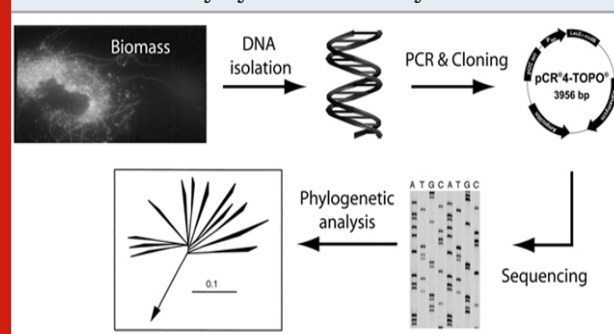 Biomass
DNA
isolation
PCR & Cloning
pCR®4-TOPO®
3956 bp
Phylogenetic
analysis
A T G C A T G C
Sequencing
0.1